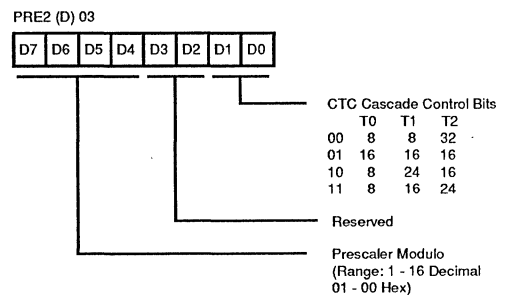 PRE2 (D) 03
D7 D6 D5 D4 D3 D2 D1 D0
CTC Cascade Control Bits
T0 T1 T2
00 8 8 32
01 16 16 16
10 8 24 16
11 8 16 24
Reserved
Prescaler Modulo
(Range: 1 - 16 Decimal
01 - 00 Hex)